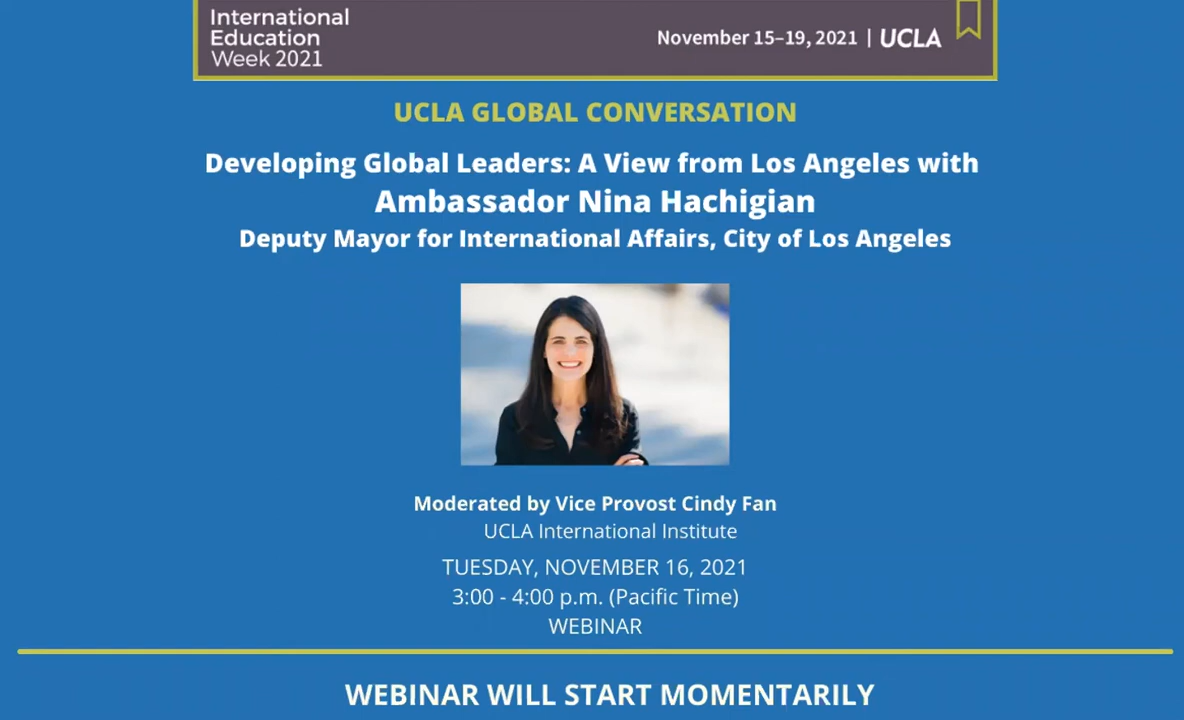 International
Education
Week 2021
November 15–19, 2021 | UCLA
UCLA GLOBAL CONVERSATION
Developing Global Leaders: A View from Los Angeles with
Ambassador Nina Hachigian
Deputy Mayor for International Affairs, City of Los Angeles
Moderated by Vice Provost Cindy Fan
UCLA International Institute
TUESDAY, NOVEMBER 16, 2021
3:00 - 4:00 p.m. (Pacific Time)
WEBINAR
WEBINAR WILL START MOMENTARILY